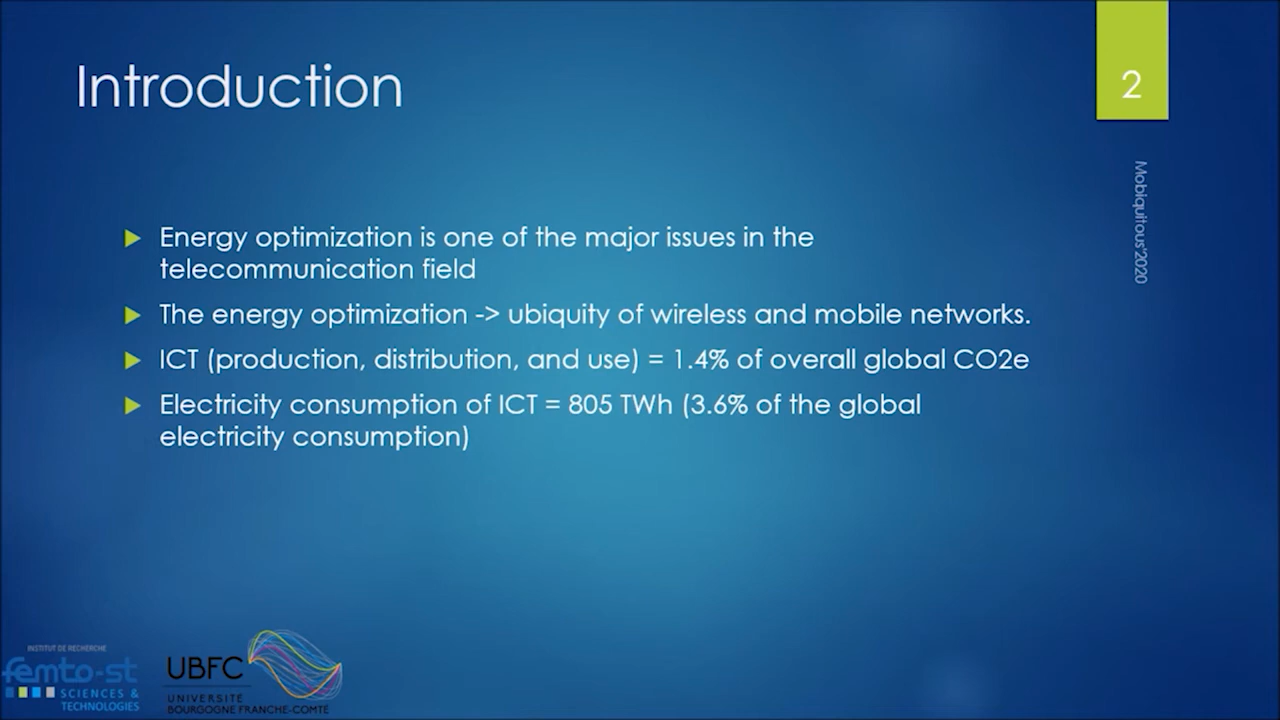 Introduction
2
Mobiquitous'2020
Energy optimization is one of the major issues in the
telecommunication field
The energy optimization -> ubiquity of wireless and mobile networks.
ICT (production, distribution, and use) = 1.4% of overall global CO2e
Electricity consumption of ICT = 805 TWh (3.6% of the global
electricity consumption)
INSTITUT DE RECHERCHE
femto-st
SCIENCES &
TECHNOLOGIES
UBFC
UNIVERSITÉ
BOURGOGNE FRANCHE-COMTÉ